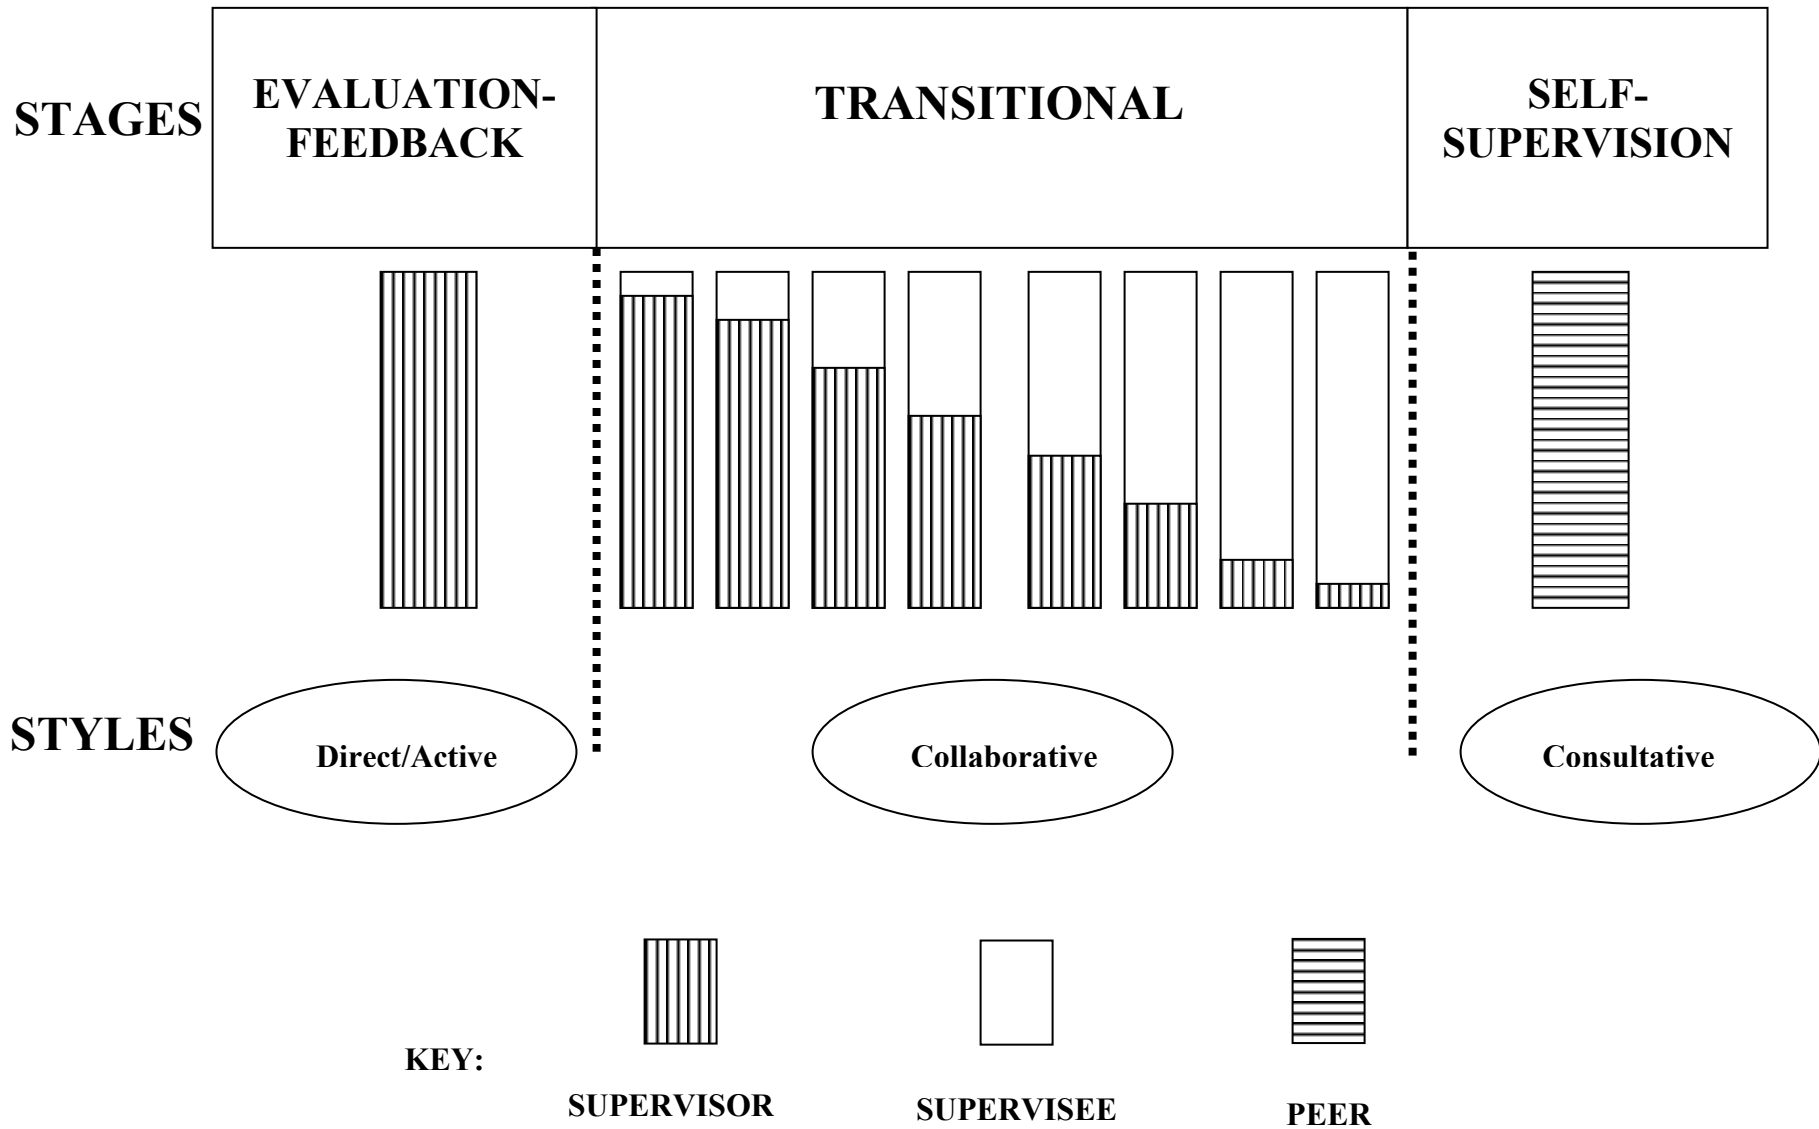 STAGES
EVALUATION-
FEEDBACK
TRANSITIONAL
SELF-
SUPERVISION
STYLES
Direct/Active
Collaborative
Consultative
KEY:
SUPERVISOR
SUPERVISEE
PEER